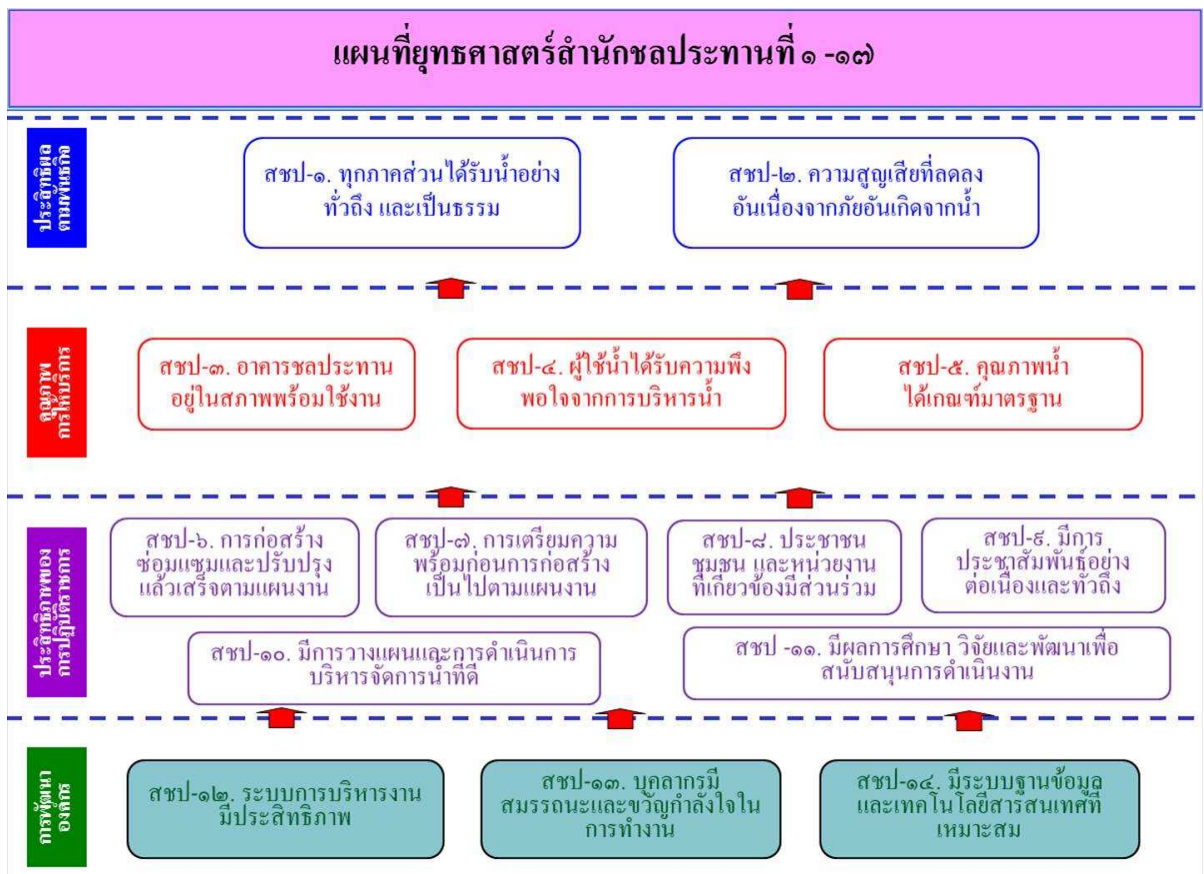 แผนที่ยุทธศาสตร์สำนักชลประทานที่ ๑ -๑๗
ประสิทธิผล
ตามพันธกิจ
สชป-๑. ทุกภาคส่วนได้รับน้ำอย่าง
ทั่วถึง และเป็นธรรม
สชป-๒. ความสูญเสียที่ลดลง
อันเนื่องจากภัยอันเกิดจากน้ำ
คุณภาพ
การให้บริการ
สชป-๓. อาคารชลประทาน
อยู่ในสภาพพร้อมใช้งาน
สชป-๔. ผู้ใช้น้ำได้รับความพึง
พอใจจากการบริหารน้ำ
สชป-๕. คุณภาพน้ำ
ได้เกณฑ์มาตรฐาน
ประสิทธิภาพของ
การปฏิบัติราชการ
สชป-๖. การก่อสร้าง
ซ่อมแซมและปรับปรุง
แล้วเสร็จตามแผนงาน
สชป-๗. การเตรียมความ
พร้อมก่อนการก่อสร้าง
เป็นไปตามแผนงาน
สชป-๘. ประชาชน
ชุมชน และหน่วยงาน
ที่เกี่ยวข้องมีส่วนร่วม
สชป-๙. มีการ
ประชาสัมพันธ์อย่าง
ต่อเนื่องและทั่วถึง
สชป-๑๐. มีการวางแผนและการดำเนินการ
บริหารจัดการน้ำที่ดี
สชป -๑๑. มีผลการศึกษา วิจัยและพัฒนาเพื่อ
สนับสนุนการดำเนินงาน
การพัฒนา
องค์กร
สชป-๑๒. ระบบการบริหารงาน
มีประสิทธิภาพ
สชป-๑๓. บุคลากรมี
สมรรถนะและขวัญกำลังใจใน
การทำงาน
สชป-๑๔. มีระบบฐานข้อมูล
และเทคโนโลยีสารสนเทศที่
เหมาะสม